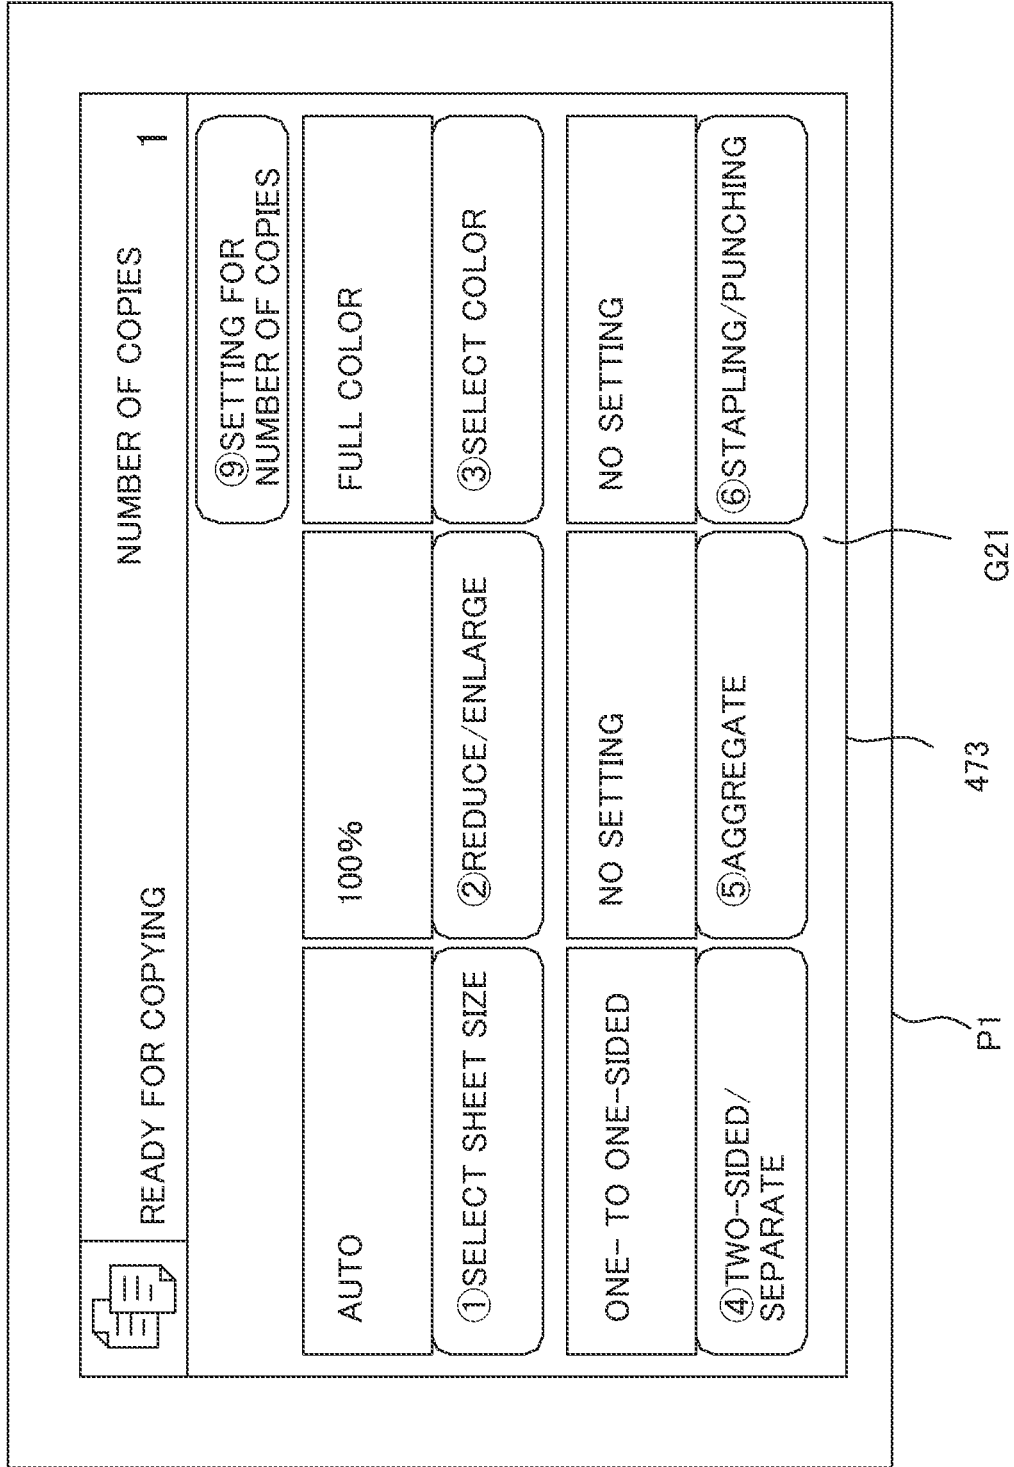 READY FOR COPYING
NUMBER OF COPIES 1
⑨SETTING FOR
NUMBER OF COPIES
AUTO
100%
FULL COLOR
①SELECT SHEET SIZE
②REDUCE/ENLARGE
③SELECT COLOR
ONE- TO ONE-SIDED
NO SETTING
NO SETTING
④TWO-SIDED/
SEPARATE
⑤AGGREGATE
⑥STAPLING/PUNCHING
P1
473
G21